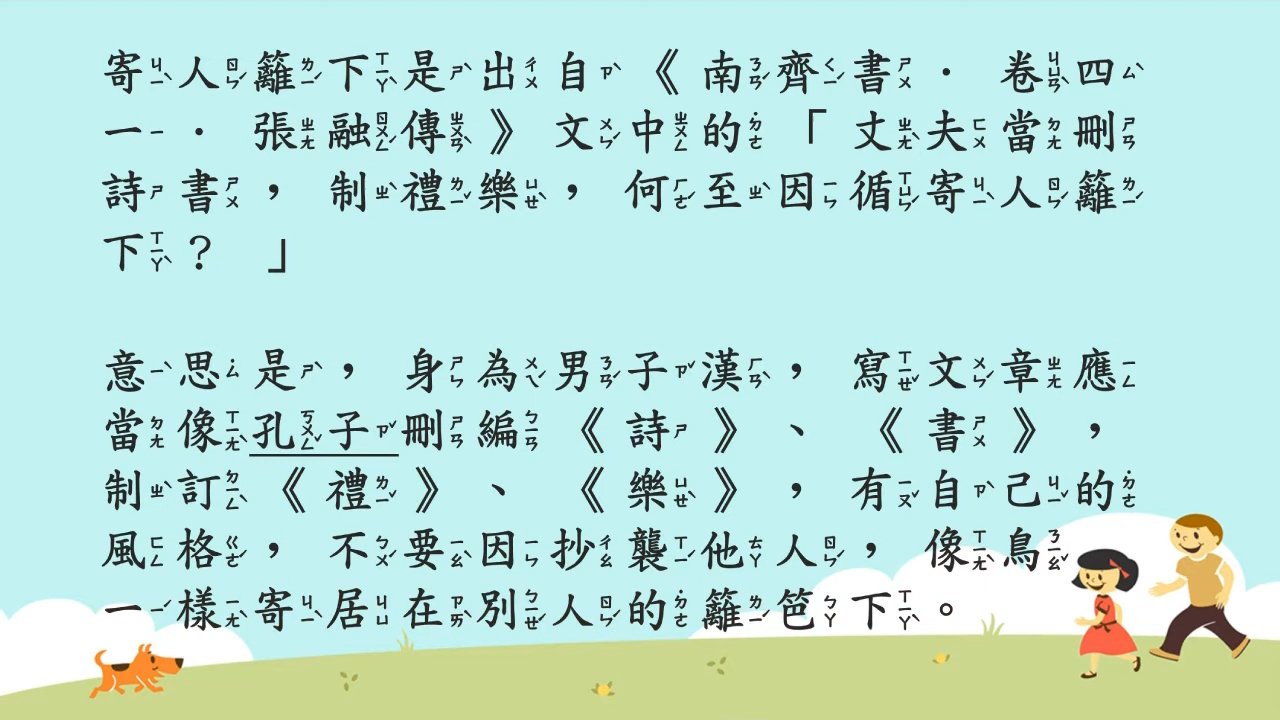 寄人籬下是出自《南齊書．卷四
一．張融傳》文中的「丈夫當刪
詩書，制禮樂，何至因循寄人籬
下？」
意思是，身為男子漢，寫文章應
當像孔子刪編《詩》、《書》，
制訂《禮》、《樂》，有自己的
風格，不要因抄襲他人，像鳥
一樣寄居在別人的籬笆下。